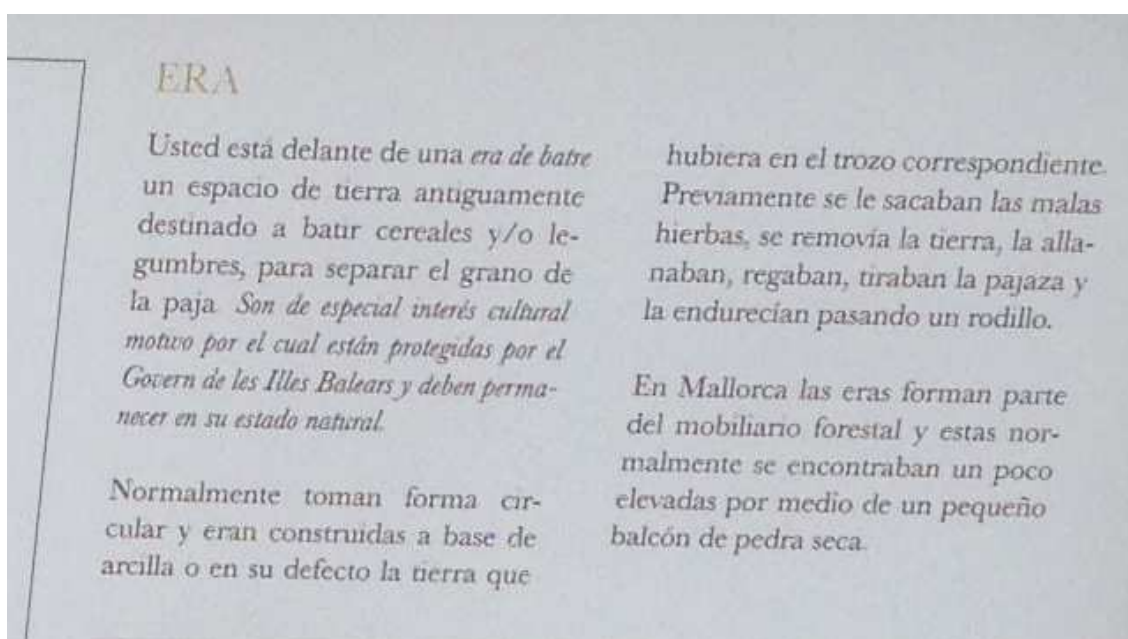 ERA
Usted está delante de una era de batre
un espacio de tierra antiguamente
destinado a batir cereales y/o le-
gumbres, para separar el grano de
la paja. Son de especial interés cultural
motivo por el cual están protegidas por el
Govern de les Illes Balears y deben perma-
necer en su estado natural.
Normalmente toman forma cir-
cular y eran construidas a base de
arcilla o en su defecto la tierra que
hubiera en el trozo correspondiente.
Previamente se le sacaban las malas
hierbas, se removía la tierra, la alla-
naban, regaban, tiraban la pajaza y
la endurecían pasando un rodillo.
En Mallorca las eras forman parte
del mobiliario forestal y estas nor-
malmente se encontraban un poco
elevadas por medio de un pequeño
balcón de pedra seca.